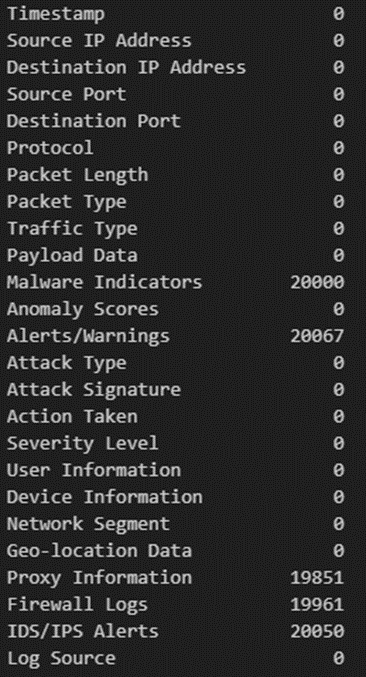 Timestamp 0
Source IP Address 0
Destination IP Address 0
Source Port 0
Destination Port 0
Protocol 0
Packet Length 0
Packet Type 0
Traffic Type 0
Payload Data 0
Malware Indicators 20000
Anomaly Scores 0
Alerts/Warnings 20067
Attack Type 0
Attack Signature 0
Action Taken 0
Severity Level 0
User Information 0
Device Information 0
Network Segment 0
Geo-location Data 0
Proxy Information 19851
Firewall Logs 19961
IDS/IPS Alerts 20050
Log Source 0